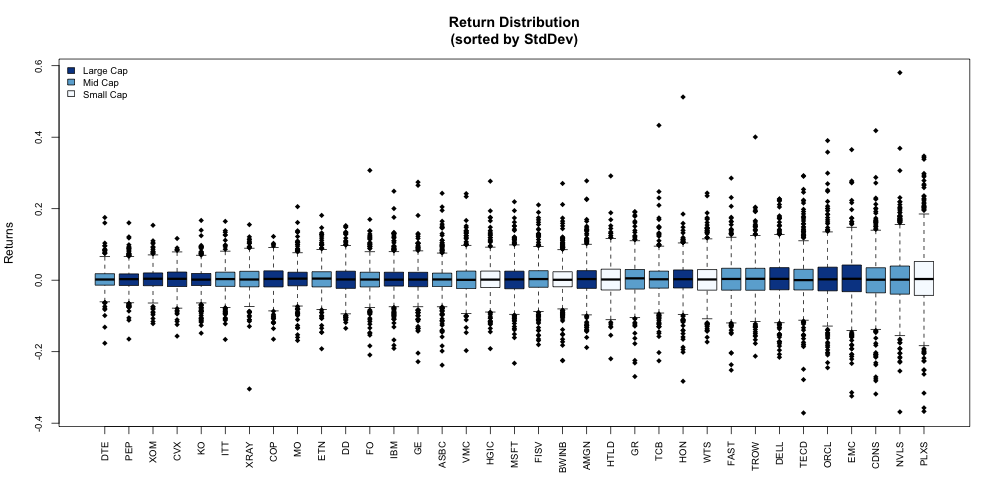 Return Distribution
(sorted by StdDev)
Large Cap
Mid Cap
Small Cap
Returns
0.6
0.4
0.2
0.0
-0.2
-0.4
DTE PEP XOM CVX KO ITT XRAY COP MO ETN DD FO IBM GE ASBC VMC HGIC MSFT FISV BWINB AMGN HTLD GR TCB HON WTS FAST TROW DELL TECD ORCL EMC CDNS NVLS PLXS